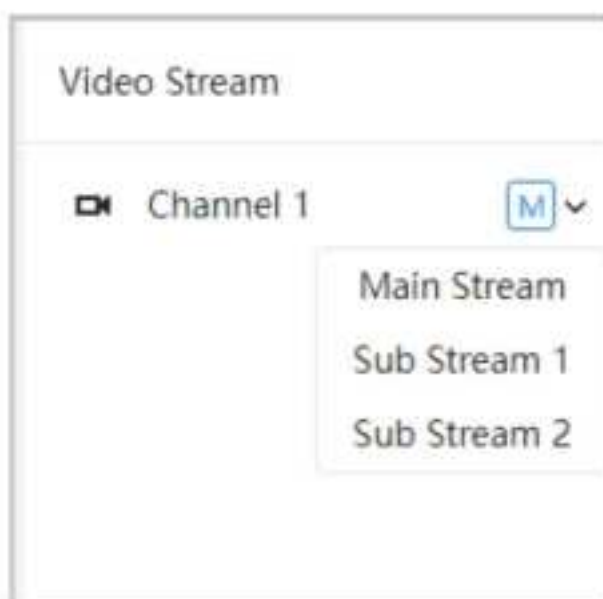 Video Stream
Channel 1 M
Main Stream
Sub Stream 1
Sub Stream 2